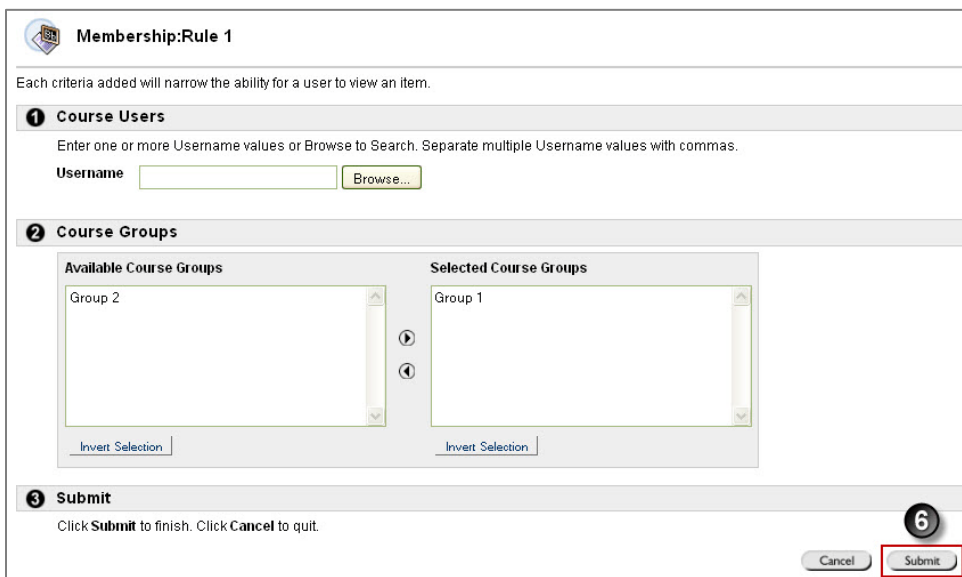 Membership:Rule 1
Each criteria added will narrow the ability for a user to view an item.
1 Course Users
Enter one or more Username values or Browse to Search. Separate multiple Username values with commas.
Username Browse...
2 Course Groups
Available Course Groups Selected Course Groups
Group 2 Group 1
Invert Selection Invert Selection
3 Submit
Click Submit to finish. Click Cancel to quit.
6
Cancel Submit